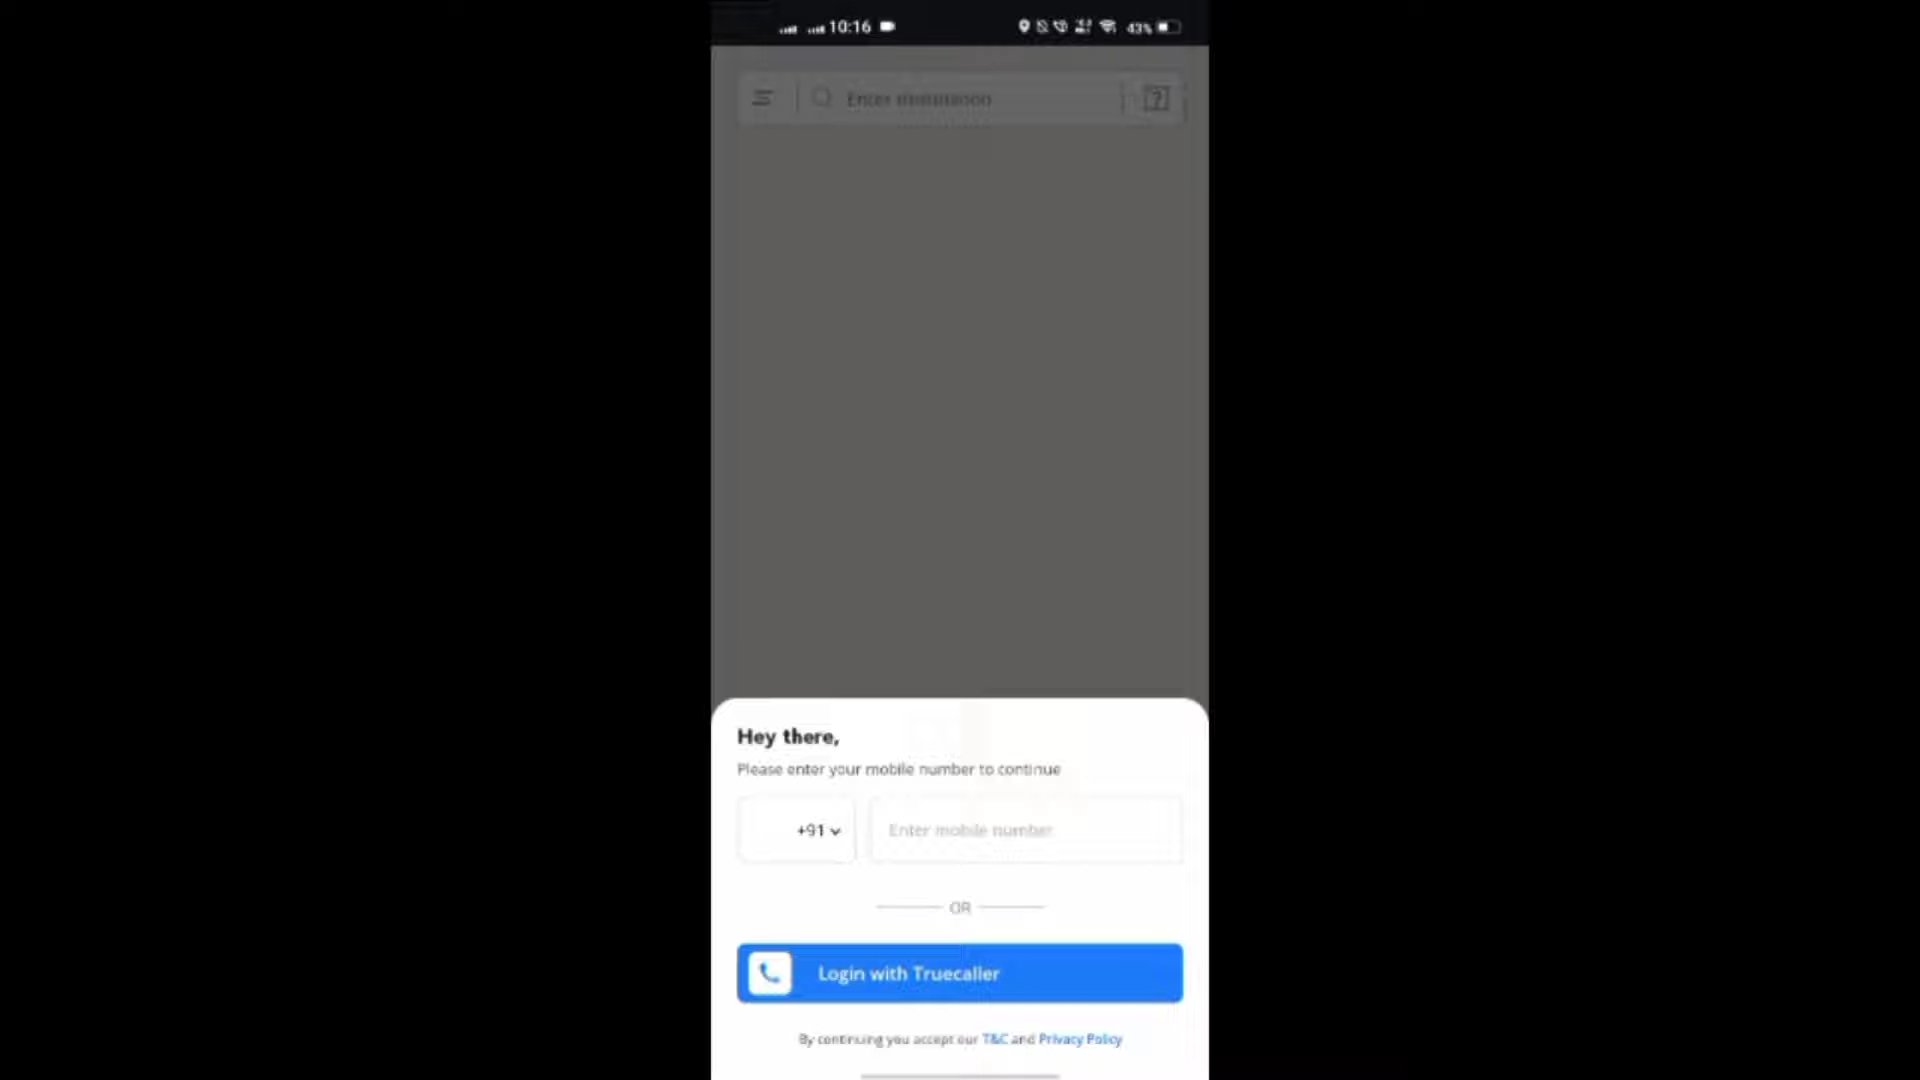 10:16
43%
Enter
?
Hey there,
Please enter your mobile number to continue
+91
Enter mobile number
OR
Login with Truecaller
By continuing you accept our T&C and Privacy Policy